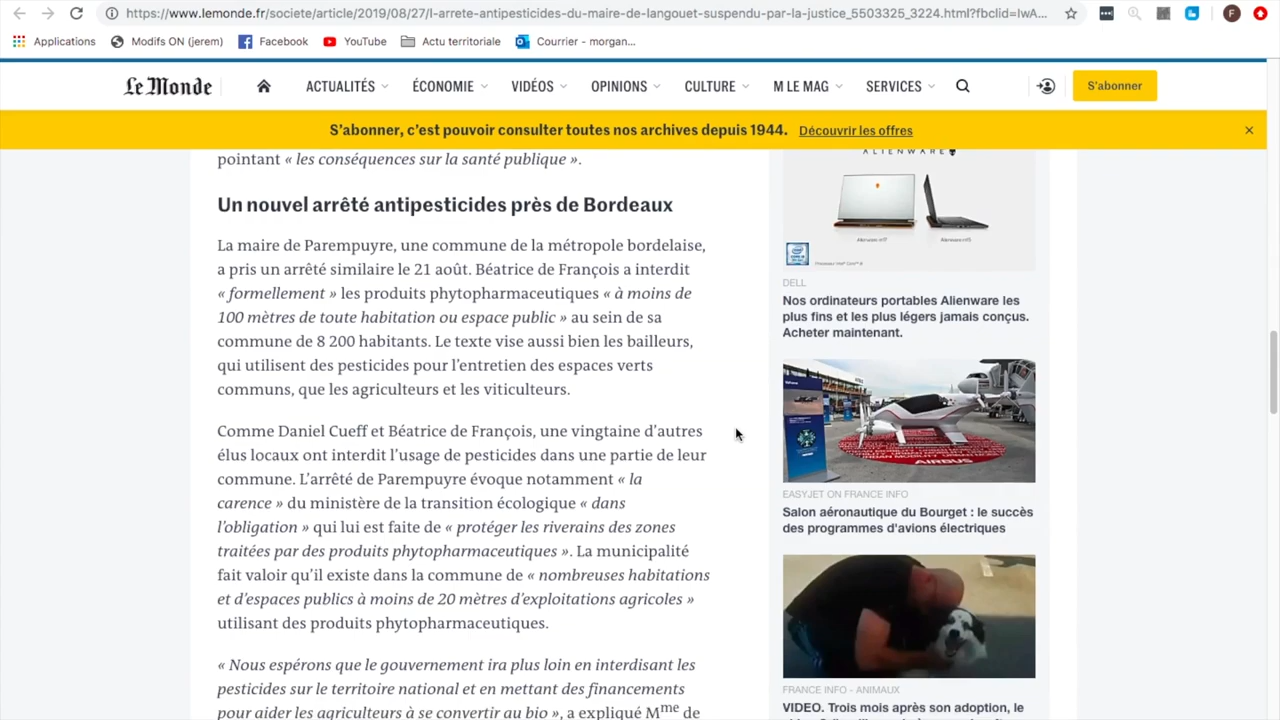 https://www.lemonde.fr/societe/article/2019/08/27/l-arrete-antipesticides-du-maire-de-langouet-suspendu-par-la-justice_5503325_3224.html?fbclid=IwA...
F
Applications
Modifs ON (jerem)
Facebook
YouTube
Actu territoriale
Courrier - morgan...
Le Monde
ACTUALITÉS
ÉCONOMIE
VIDÉOS
OPINIONS
CULTURE
M LE MAG
SERVICES
S'abonner
S'abonner, c'est pouvoir consulter toutes nos archives depuis 1944. Découvrir les offres
pointant « les conséquences sur la santé publique ».
Un nouvel arrêté antipesticides près de Bordeaux
La maire de Parempuyre, une commune de la métropole bordelaise,
a pris un arrêté similaire le 21 août. Béatrice de François a interdit
« formellement » les produits phytopharmaceutiques « à moins de
100 mètres de toute habitation ou espace public » au sein de sa
commune de 8 200 habitants. Le texte vise aussi bien les bailleurs,
qui utilisent des pesticides pour l'entretien des espaces verts
communs, que les agriculteurs et les viticulteurs.
Comme Daniel Cueff et Béatrice de François, une vingtaine d'autres
élus locaux ont interdit l'usage de pesticides dans une partie de leur
commune. L'arrêté de Parempuyre évoque notamment « la
carence » du ministère de la transition écologique « dans
l'obligation » qui lui est faite de « protéger les riverains des zones
traitées par des produits phytopharmaceutiques ». La municipalité
fait valoir qu'il existe dans la commune de « nombreuses habitations
et d'espaces publics à moins de 20 mètres d'exploitations agricoles »
utilisant des produits phytopharmaceutiques.
« Nous espérons que le gouvernement ira plus loin en interdisant les
pesticides sur le territoire national et en mettant des financements
pour aider les agriculteurs à se convertir au bio », a expliqué Mme de
ALIENWARE
Alienware m17
Alienware m15
intel
DELL
Nos ordinateurs portables Alienware les
plus fins et les plus légers jamais conçus.
Acheter maintenant.
URBAN MOBILITY
AIRBUS
EASYJET ON FRANCE INFO
Salon aéronautique du Bourget : le succès
des programmes d'avions électriques
FRANCE INFO - ANIMAUX
VIDEO. Trois mois après son adoption, le